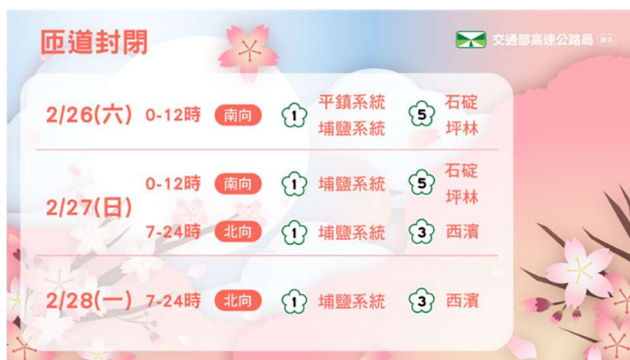 匝道封閉
交通部高速公路局 廣告
2/26(六) 0-12時 南向 1 平鎮系統 埔鹽系統 5 石碇 坪林
2/27(日)
0-12時 南向 1 埔鹽系統 5 石碇 坪林
7-24時 北向 1 埔鹽系統 3 西濱
2/28(一) 7-24時 北向 1 埔鹽系統 3 西濱